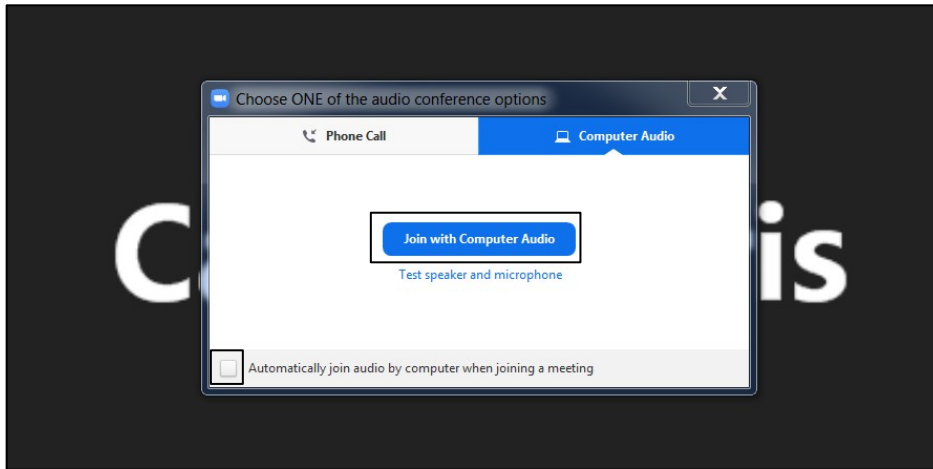 Choose ONE of the audio conference options
X
Phone Call
Computer Audio
Join with Computer Audio
Test speaker and microphone
Automatically join audio by computer when joining a meeting